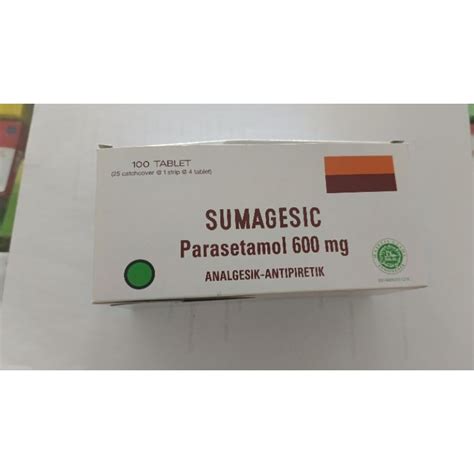 100 TABLET
(25 catchcover @ 1 strip @ 4 tablet)
SUMAGESIC
Parasetamol 600 mg
ANALGESIK-ANTIPIRETIK